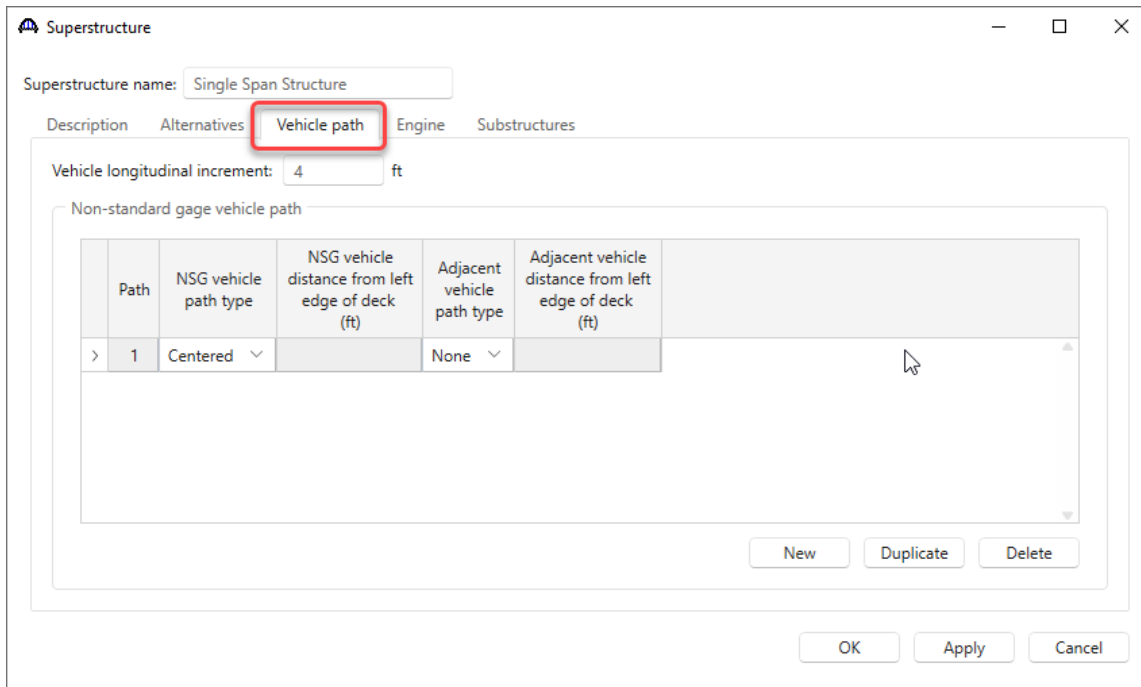 Superstructure
Superstructure name: Single Span Structure
Description Alternatives Vehicle path Engine Substructures
Vehicle longitudinal increment: 4 ft
Non-standard gage vehicle path
Path
NSG vehicle
path type
NSG vehicle
distance from left
edge of deck
(ft)
Adjacent
vehicle
path type
Adjacent vehicle
distance from left
edge of deck
(ft)
1 Centered None
New Duplicate Delete
OK Apply Cancel